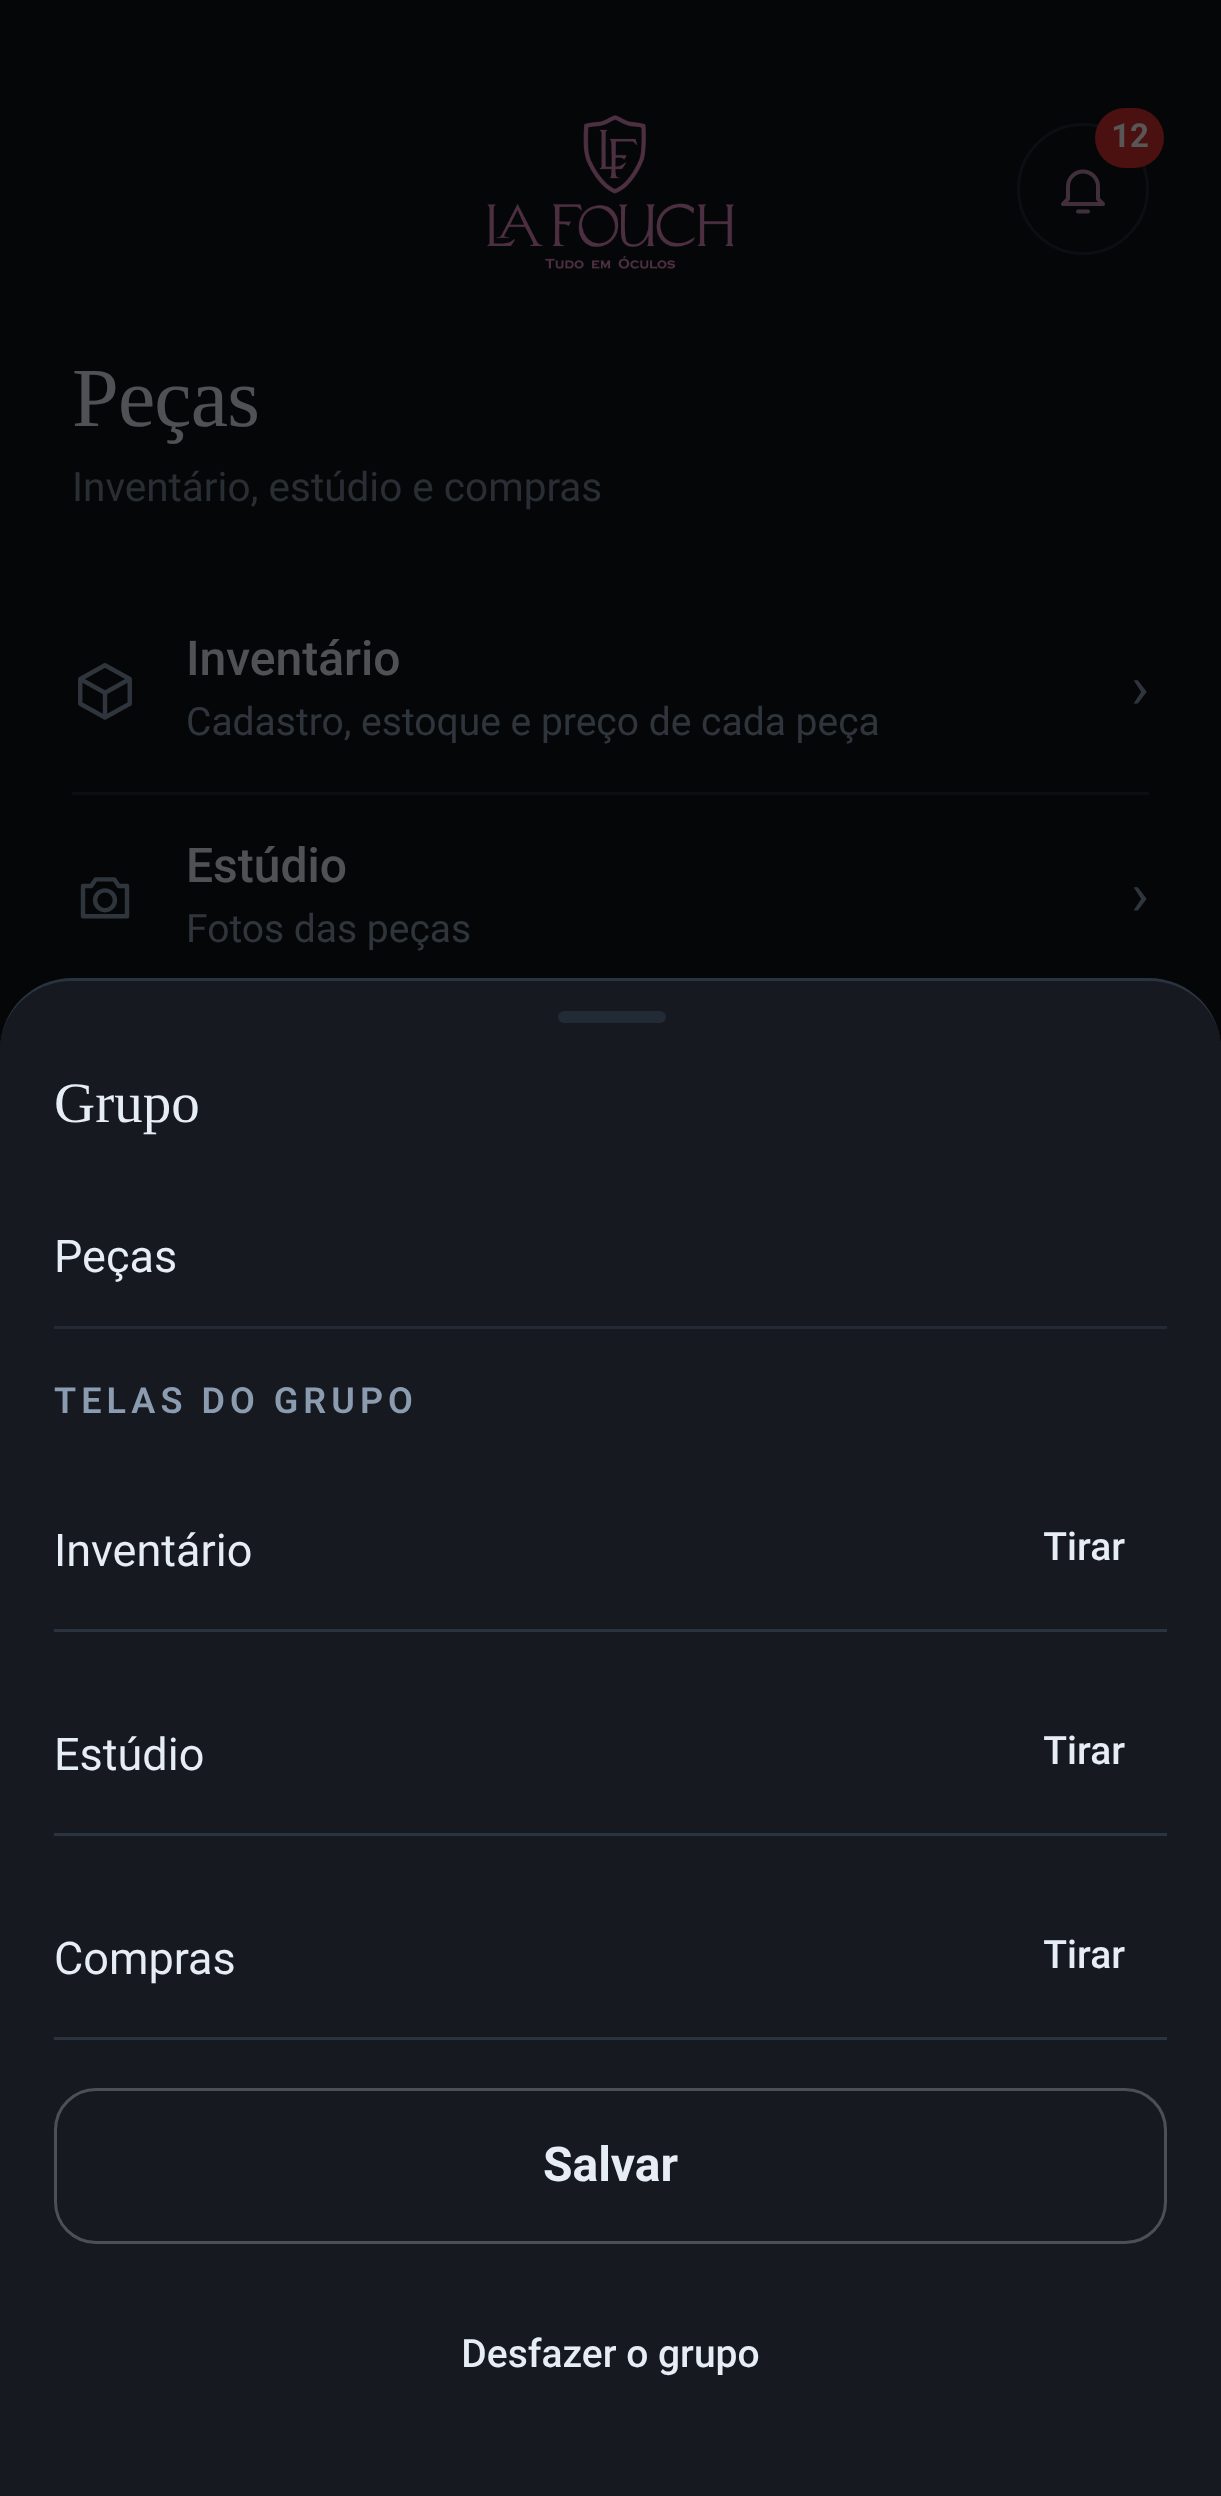 LF
LA FOUCH
TUDO EM ÓCULOS
12
Peças
Inventário, estúdio e compras
Inventário
Cadastro, estoque e preço de cada peça
Estúdio
Fotos das peças
Grupo
Peças
TELAS DO GRUPO
Inventário Tirar
Estúdio Tirar
Compras Tirar
Salvar
Desfazer o grupo